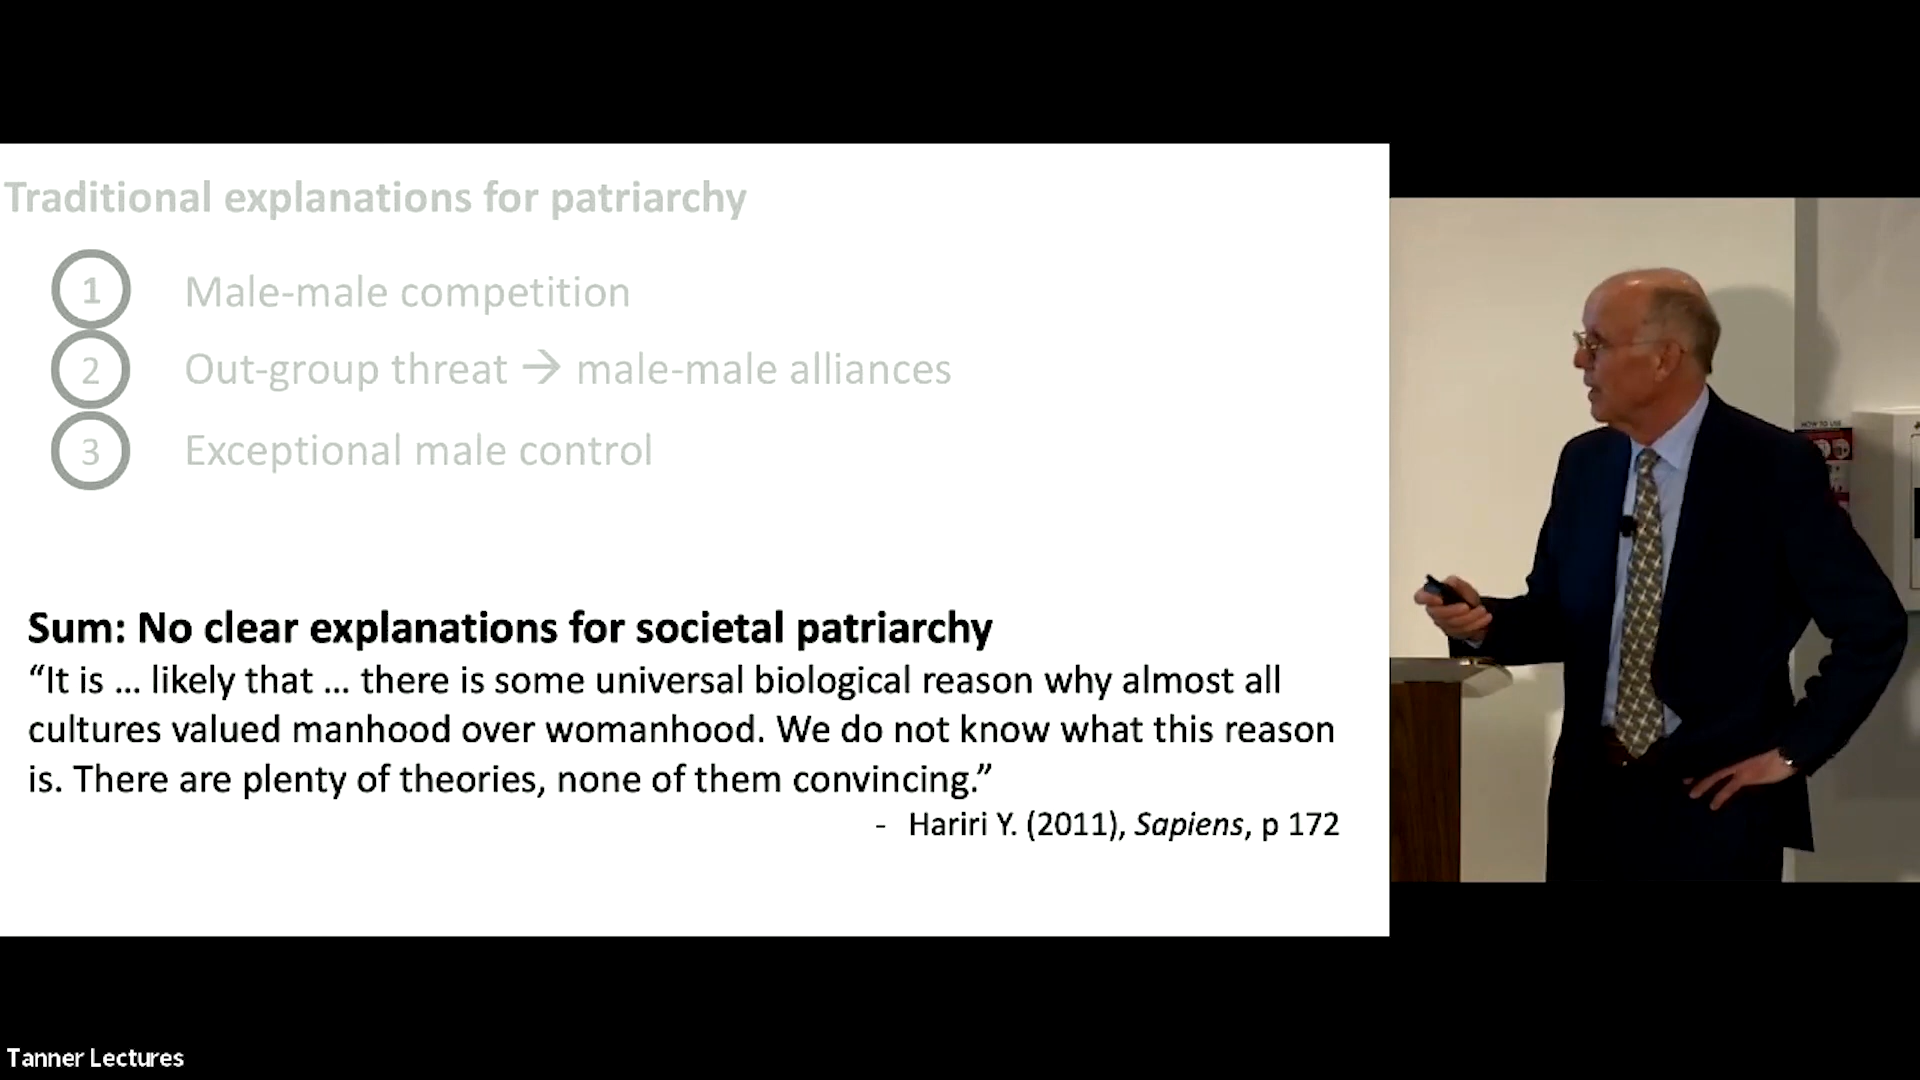 Traditional explanations for patriarchy
1 Male-male competition
2 Out-group threat → male-male alliances
3 Exceptional male control
Sum: No clear explanations for societal patriarchy
“It is … likely that … there is some universal biological reason why almost all
cultures valued manhood over womanhood. We do not know what this reason
is. There are plenty of theories, none of them convincing.”
- Hariri Y. (2011), Sapiens, p 172
HOW TO USE
Tanner Lectures